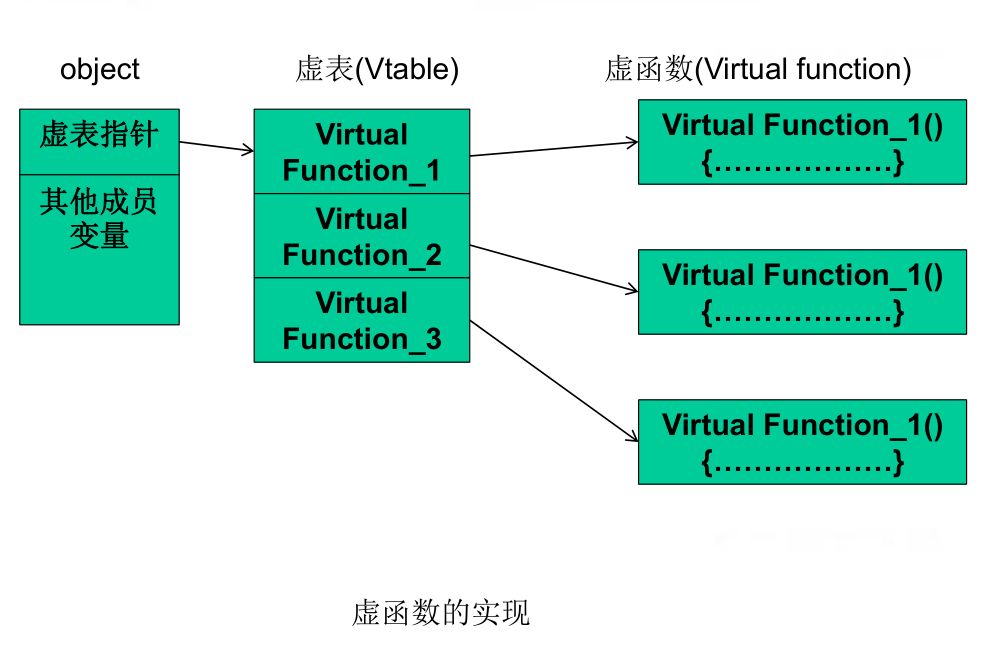 object
虚表(Vtable)
虚函数(Virtual function)
虚表指针
其他成员
变量
Virtual
Function_1
Virtual
Function_2
Virtual
Function_3
Virtual Function_1()
{………………}
Virtual Function_1()
{………………}
Virtual Function_1()
{………………}
虚函数的实现